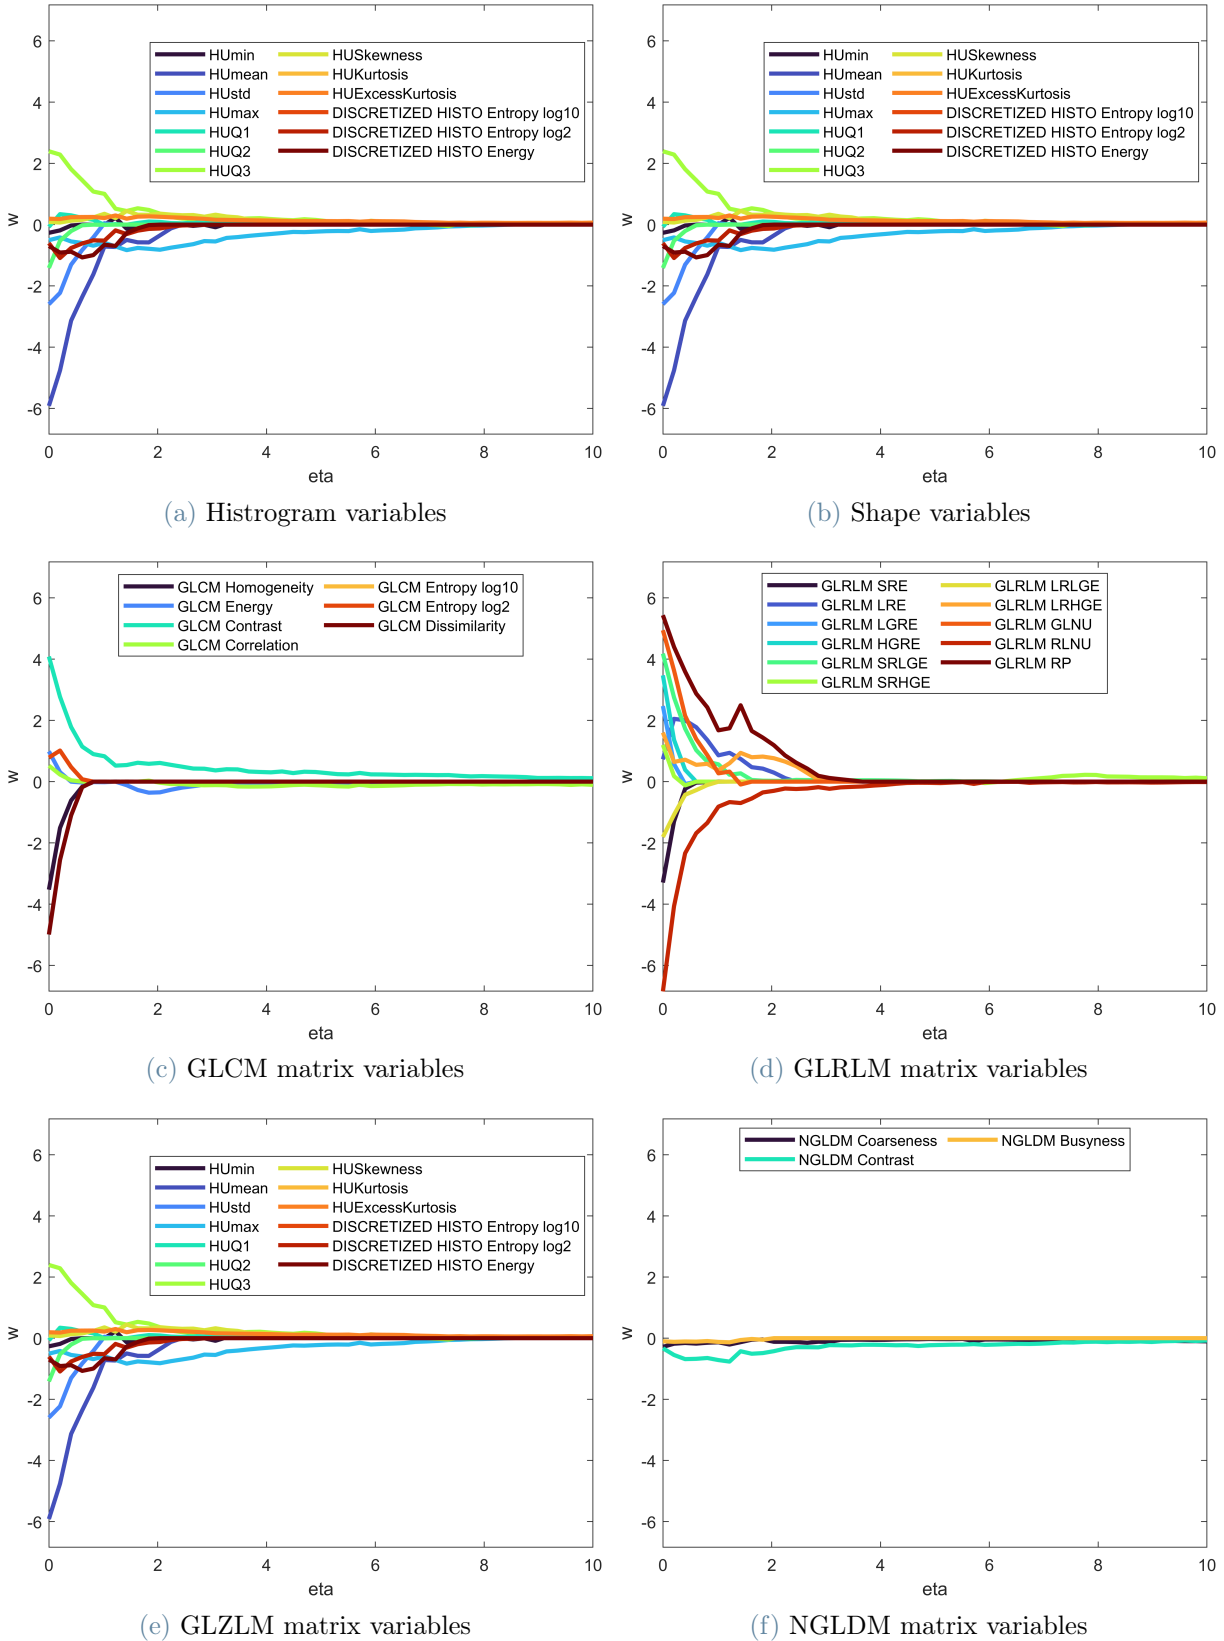 6
4
2
0
-2
-4
-6
w
HUmin
HUmean
HUstd
HUmax
HUQ1
HUQ2
HUQ3
HUSkewness
HUKurtosis
HUExcessKurtosis
DISCRETIZED HISTO Entropy log10
DISCRETIZED HISTO Entropy log2
DISCRETIZED HISTO Energy
0 2 4 6 8 10
eta
(a) Histrogram variables
6
4
2
0
-2
-4
-6
w
HUmin
HUmean
HUstd
HUmax
HUQ1
HUQ2
HUQ3
HUSkewness
HUKurtosis
HUExcessKurtosis
DISCRETIZED HISTO Entropy log10
DISCRETIZED HISTO Entropy log2
DISCRETIZED HISTO Energy
0 2 4 6 8 10
eta
(b) Shape variables
6
4
2
0
-2
-4
-6
w
GLCM Homogeneity
GLCM Energy
GLCM Contrast
GLCM Correlation
GLCM Entropy log10
GLCM Entropy log2
GLCM Dissimilarity
0 2 4 6 8 10
eta
(c) GLCM matrix variables
6
4
2
0
-2
-4
-6
w
GLRLM SRE
GLRLM LRE
GLRLM LGRE
GLRLM HGRE
GLRLM SRLGE
GLRLM SRHGE
GLRLM LRLGE
GLRLM LRHGE
GLRLM GLNU
GLRLM RLNU
GLRLM RP
0 2 4 6 8 10
eta
(d) GLRLM matrix variables
6
4
2
0
-2
-4
-6
w
HUmin
HUmean
HUstd
HUmax
HUQ1
HUQ2
HUQ3
HUSkewness
HUKurtosis
HUExcessKurtosis
DISCRETIZED HISTO Entropy log10
DISCRETIZED HISTO Entropy log2
DISCRETIZED HISTO Energy
0 2 4 6 8 10
eta
(e) GLZLM matrix variables
6
4
2
0
-2
-4
-6
w
NGLDM Coarseness
NGLDM Contrast
NGLDM Busyness
0 2 4 6 8 10
eta
(f) NGLDM matrix variables